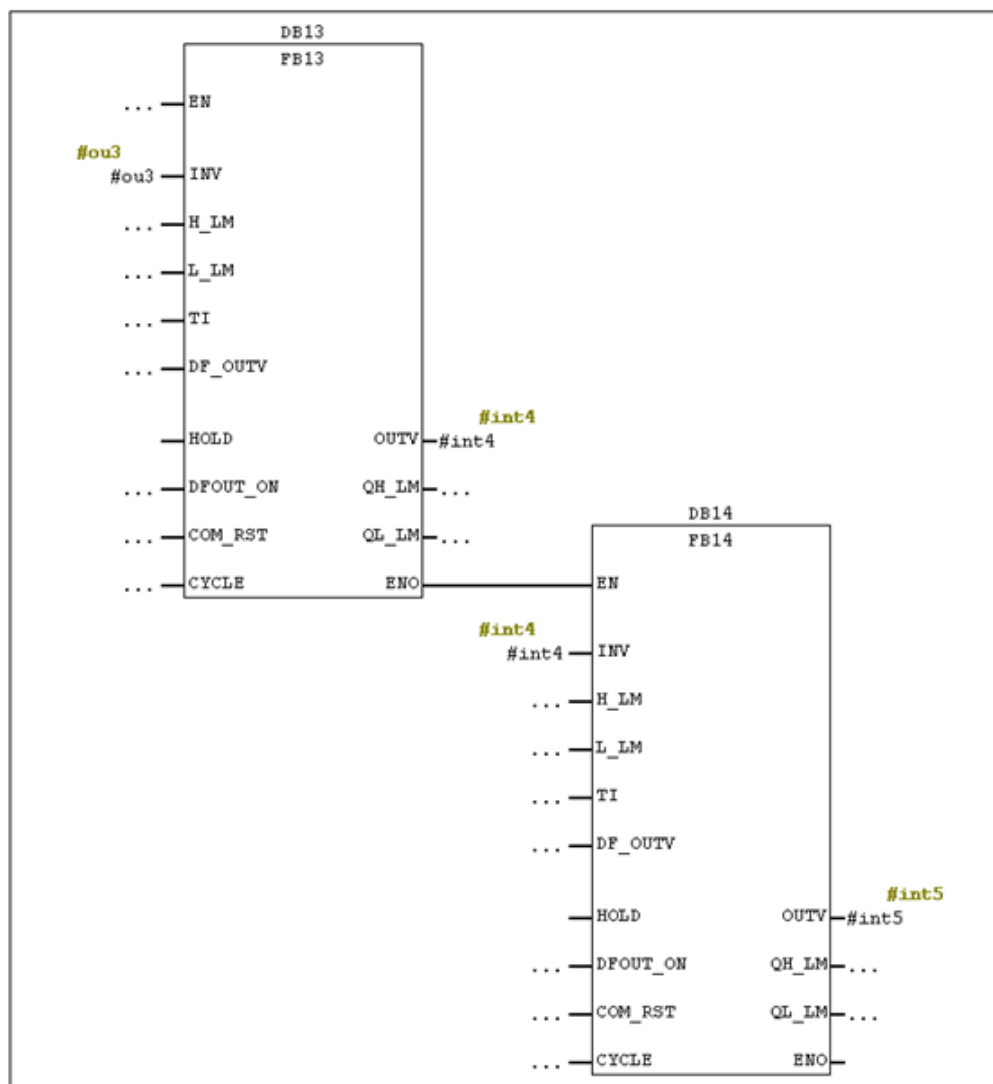 DB13
FB13
... EN
#ou3
#ou3 INV
... H_LM
... L_LM
... TI
... DF_OUTV
#int4
HOLD OUTV #int4
... DFOUT_ON QH_LM ...
... COM_RST QL_LM ...
... CYCLE ENO
DB14
FB14
EN
#int4
#int4 INV
... H_LM
... L_LM
... TI
... DF_OUTV
#int5
HOLD OUTV #int5
... DFOUT_ON QH_LM ...
... COM_RST QL_LM ...
... CYCLE ENO